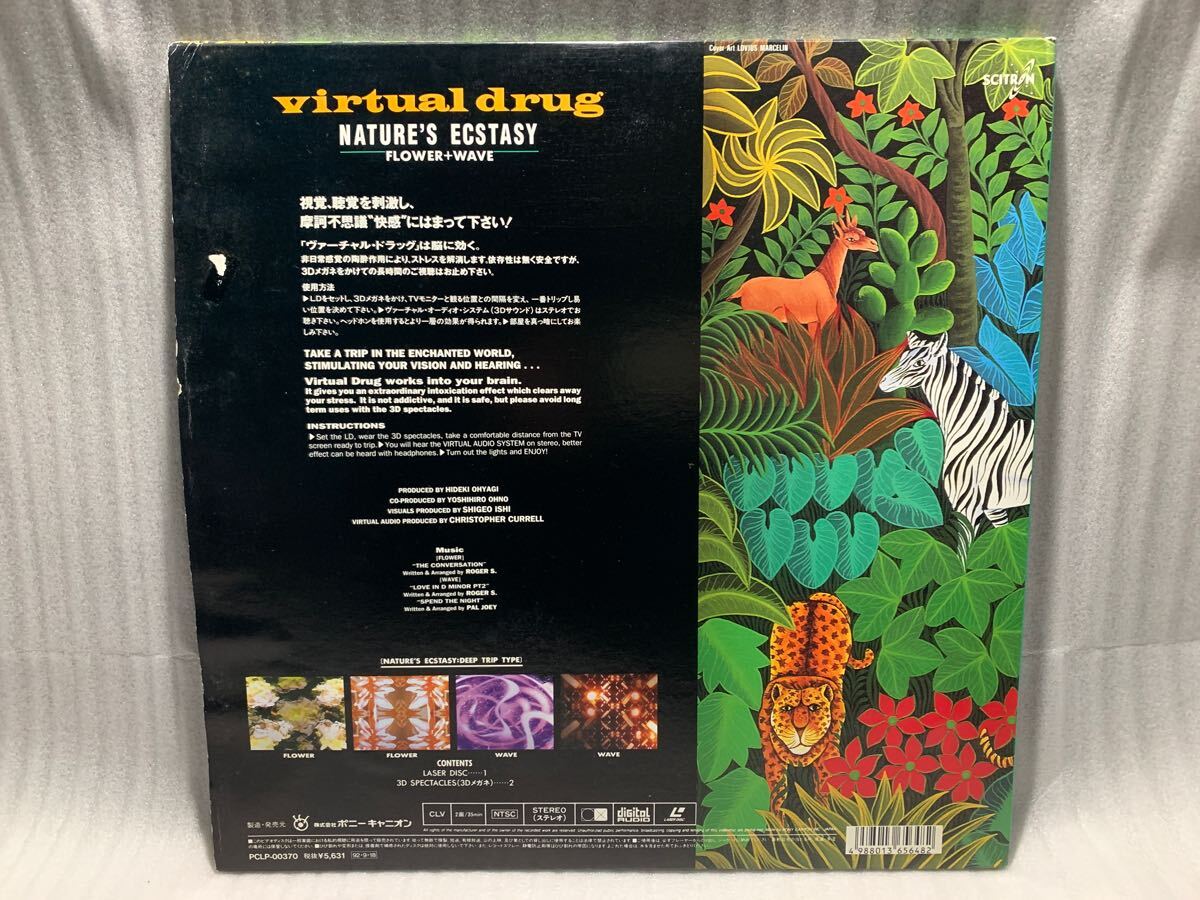 Cover Art LOVIUS MARCELIN
SCITRON
virtual drug
NATURE'S ECSTASY
FLOWER+WAVE
視覚、聴覚を刺激し、
摩訶不思議“快感”にはまって下さい!
「ヴァーチャル・ドラッグ」は脳に効く。
非日常感覚の陶酔作用により、ストレスを解消します。依存性は無く安全ですが、
3Dメガネをかけての長時間のご視聴はお止め下さい。
使用方法
▶LDをセットし、3Dメガネをかけ、TVモニターと観る位置との間隔を変え、一番トリップし易
い位置を決めて下さい。▶ヴァーチャル・オーディオ・システム(3Dサウンド)はステレオでお
聴き下さい。ヘッドホンを使用するとより一層の効果が得られます。▶部屋を真っ暗にしてお楽
しみ下さい。
TAKE A TRIP IN THE ENCHANTED WORLD,
STIMULATING YOUR VISION AND HEARING . . .
Virtual Drug works into your brain.
It gives you an extraordinary intoxication effect which clears away
your stress. It is not addictive, and it is safe, but please avoid long
term uses with the 3D spectacles.
INSTRUCTIONS
▶Set the LD, wear the 3D spectacles, take a comfortable distance from the TV
screen ready to trip.▶You will hear the VIRTUAL AUDIO SYSTEM on stereo, better
effect can be heard with headphones.▶Turn out the lights and ENJOY!
PRODUCED BY HIDEKI OHYAGI
CO-PRODUCED BY YOSHIHIRO OHNO
VISUALS PRODUCED BY SHIGEO ISHI
VIRTUAL AUDIO PRODUCED BY CHRISTOPHER CURRELL
Music
[FLOWER]
“THE CONVERSATION”
Written & Arranged by ROGER S.
[WAVE]
“LOVE IN D MINOR PT2”
Written & Arranged by ROGER S.
“SPEND THE NIGHT”
Written & Arranged by PAL JOEY
[NATURE'S ECSTASY:DEEP TRIP TYPE]
FLOWER FLOWER WAVE WAVE
CONTENTS
LASER DISC……1
3D SPECTACLES(3Dメガネ)……2
CLV 2面/35min NTSC STEREO (ステレオ) CX digital AUDIO LASER DISC
製造・発売元 株式会社 ポニーキャニオン
PCLP-00370 税抜¥5,631 92・9・18
4 988013 656482